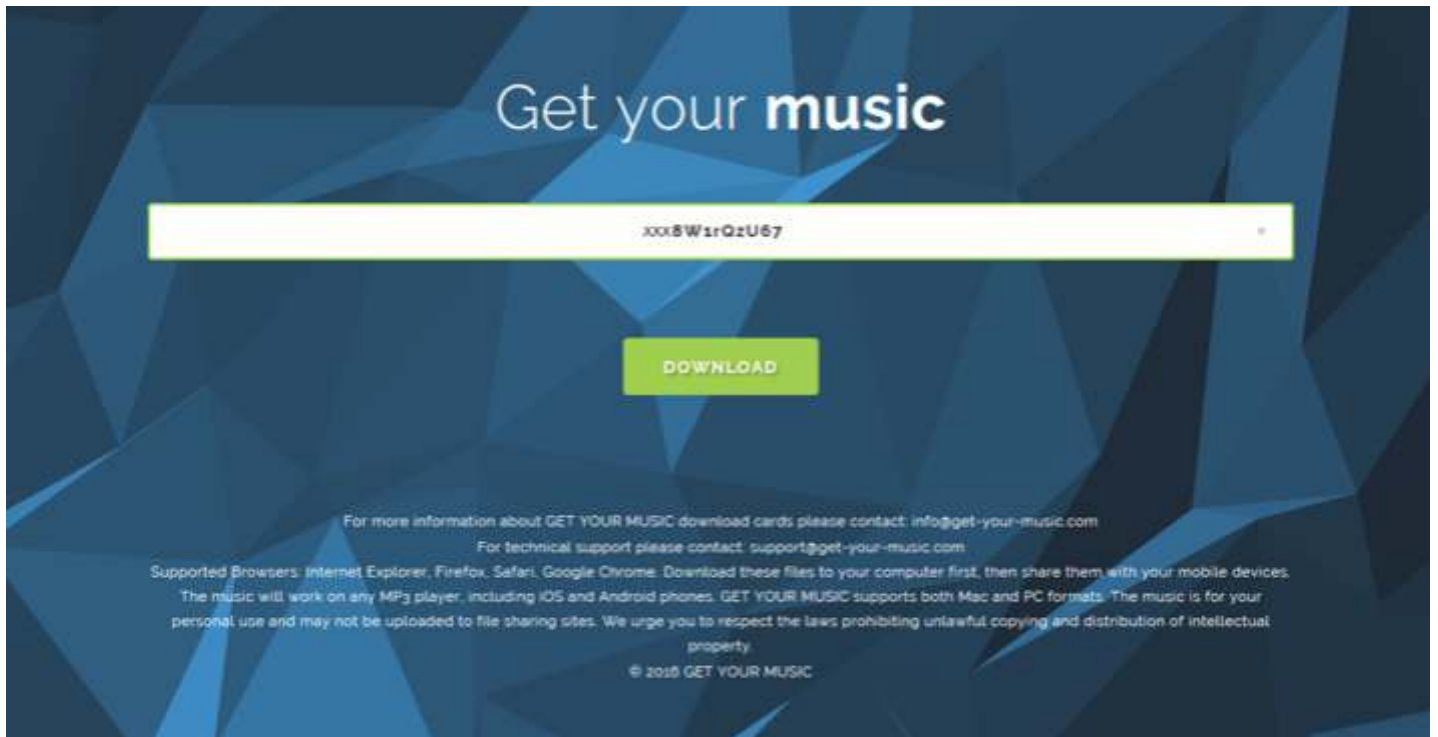 Get your music
xxx8W1rQzU67
DOWNLOAD
For more information about GET YOUR MUSIC download cards please contact: info@get-your-music.com
For technical support please contact: support@get-your-music.com
Supported Browsers: Internet Explorer, Firefox, Safari, Google Chrome. Download these files to your computer first, then share them with your mobile devices.
The music will work on any MP3 player, including iOS and Android phones. GET YOUR MUSIC supports both Mac and PC formats. The music is for your
personal use and may not be uploaded to file sharing sites. We urge you to respect the laws prohibiting unlawful copying and distribution of intellectual
property.
© 2016 GET YOUR MUSIC